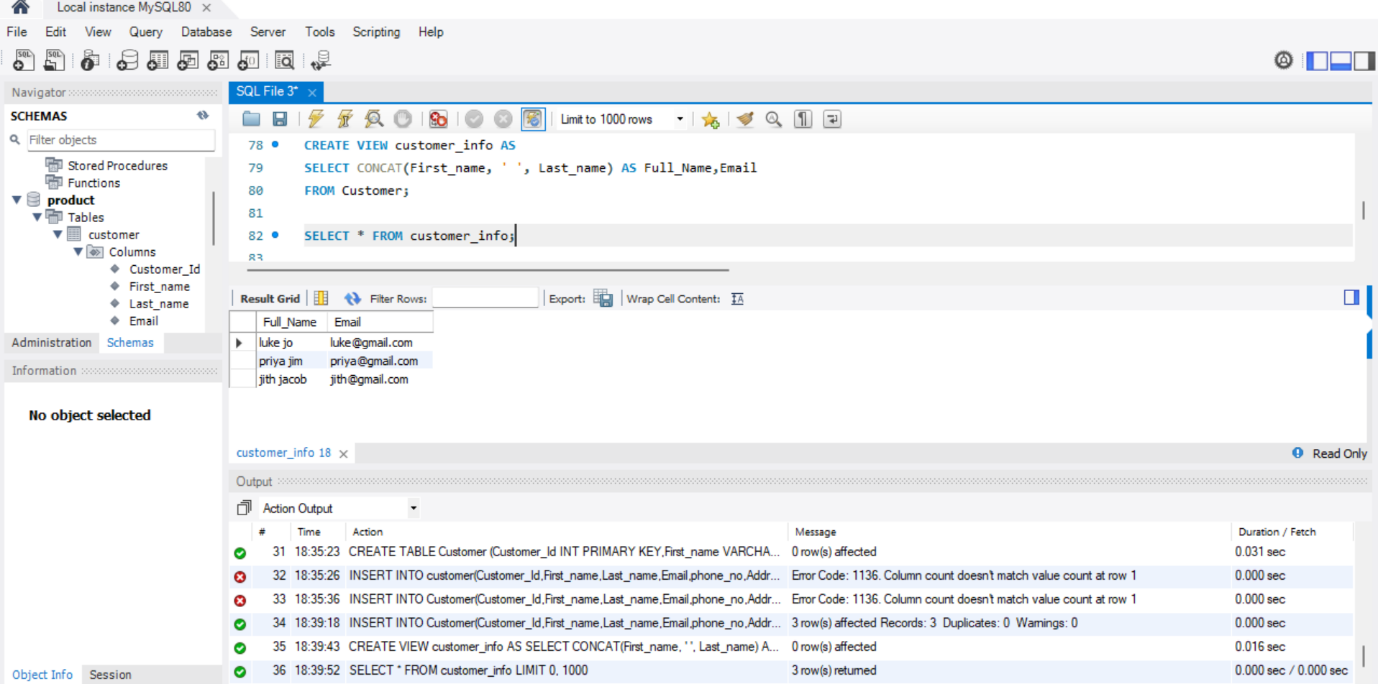 Local instance MySQL80 ×
File Edit View Query Database Server Tools Scripting Help
Navigator
SCHEMAS
Filter objects
Stored Procedures
Functions
product
Tables
customer
Columns
Customer_Id
First_name
Last_name
Email
Administration Schemas
Information
No object selected
Object Info Session
SQL File 3* ×
Limit to 1000 rows
78 CREATE VIEW customer_info AS
79 SELECT CONCAT(First_name, ' ', Last_name) AS Full_Name,Email
80 FROM Customer;
81
82 SELECT * FROM customer_info;
83
Result Grid Filter Rows: Export: Wrap Cell Content:
Full_Name Email
luke jo luke@gmail.com
priya jim priya@gmail.com
jith jacob jith@gmail.com
customer_info 18 × Read Only
Output
Action Output
# Time Action Message Duration / Fetch
31 18:35:23 CREATE TABLE Customer (Customer_Id INT PRIMARY KEY,First_name VARCHA... 0 row(s) affected 0.031 sec
32 18:35:26 INSERT INTO customer(Customer_Id,First_name,Last_name,Email,phone_no,Addr... Error Code: 1136. Column count doesn't match value count at row 1 0.000 sec
33 18:35:36 INSERT INTO Customer(Customer_Id,First_name,Last_name,Email,phone_no,Addr... Error Code: 1136. Column count doesn't match value count at row 1 0.000 sec
34 18:39:18 INSERT INTO Customer(Customer_Id,First_name,Last_name,Email,phone_no,Addr... 3 row(s) affected Records: 3 Duplicates: 0 Warnings: 0 0.000 sec
35 18:39:43 CREATE VIEW customer_info AS SELECT CONCAT(First_name, ' ', Last_name) A... 0 row(s) affected 0.016 sec
36 18:39:52 SELECT * FROM customer_info LIMIT 0, 1000 3 row(s) returned 0.000 sec / 0.000 sec